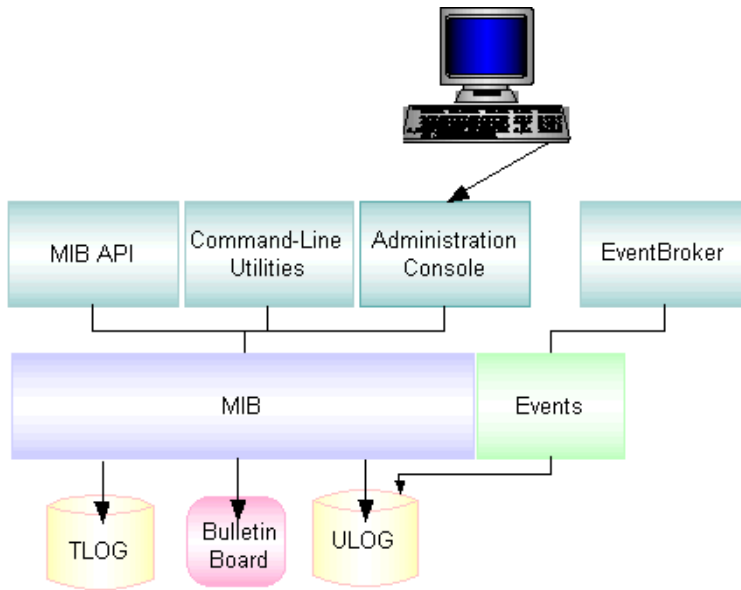 MIB API
Command-Line
Utilities
Administration
Console
EventBroker
MIB
Events
TLOG
Bulletin
Board
ULOG